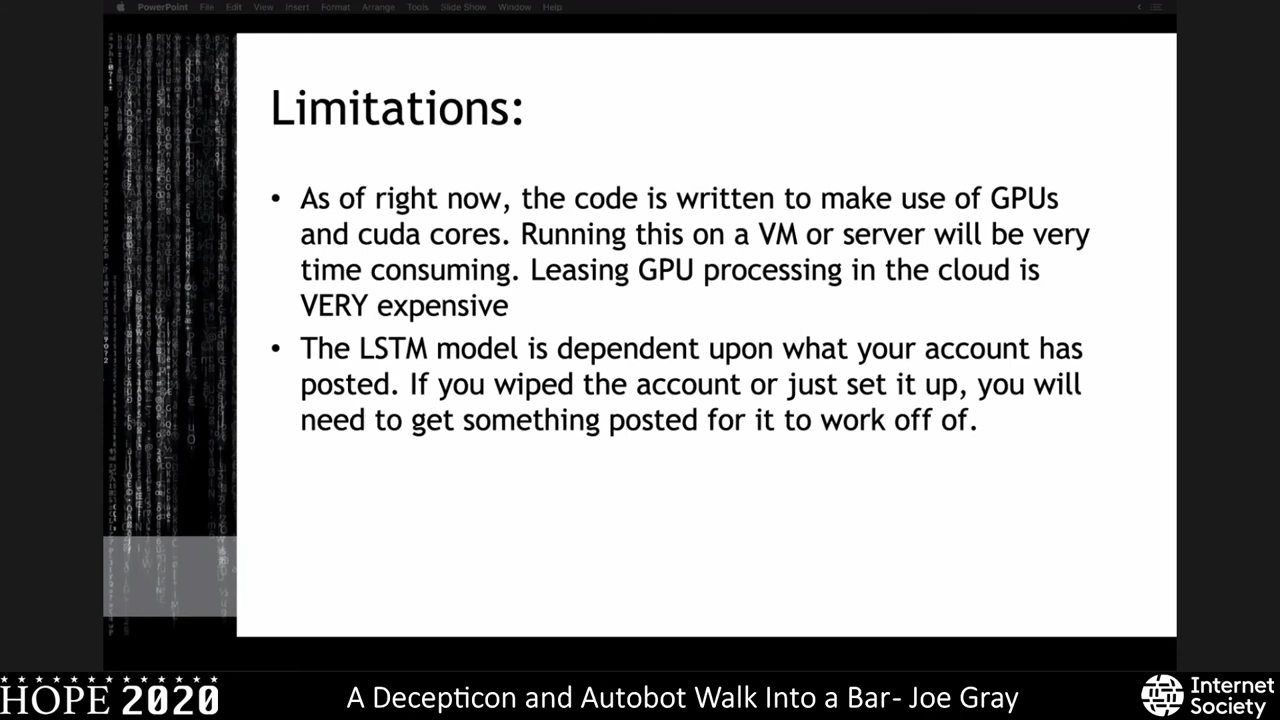 PowerPoint File Edit View Insert Format Arrange Tools Slide Show Window Help
Limitations:
• As of right now, the code is written to make use of GPUs
and cuda cores. Running this on a VM or server will be very
time consuming. Leasing GPU processing in the cloud is
VERY expensive
• The LSTM model is dependent upon what your account has
posted. If you wiped the account or just set it up, you will
need to get something posted for it to work off of.
HOPE 2020
A Decepticon and Autobot Walk Into a Bar- Joe Gray
Internet
Society